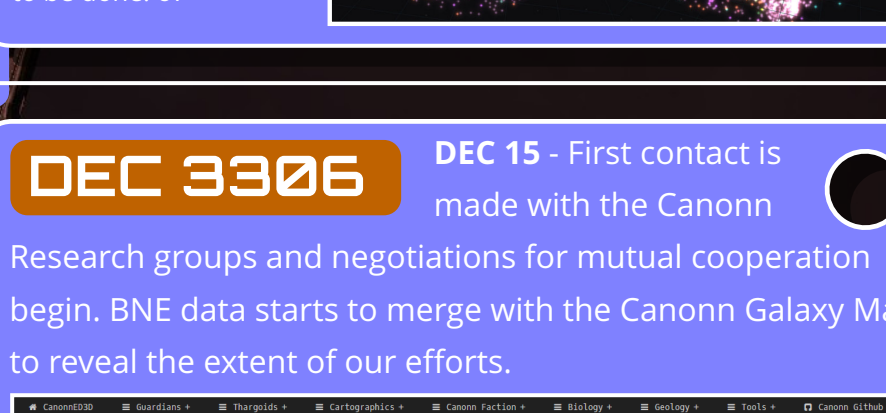 DEC 3306
DEC 15 - First contact is
made with the Canonn
Research groups and negotiations for mutual cooperation
begin. BNE data starts to merge with the Canonn Galaxy
to reveal the extent of our efforts.
CanonnED3D Guardians + Thargoids + Cartographics + Canonn Faction + Biology + Geology + Tools + Canonn Github